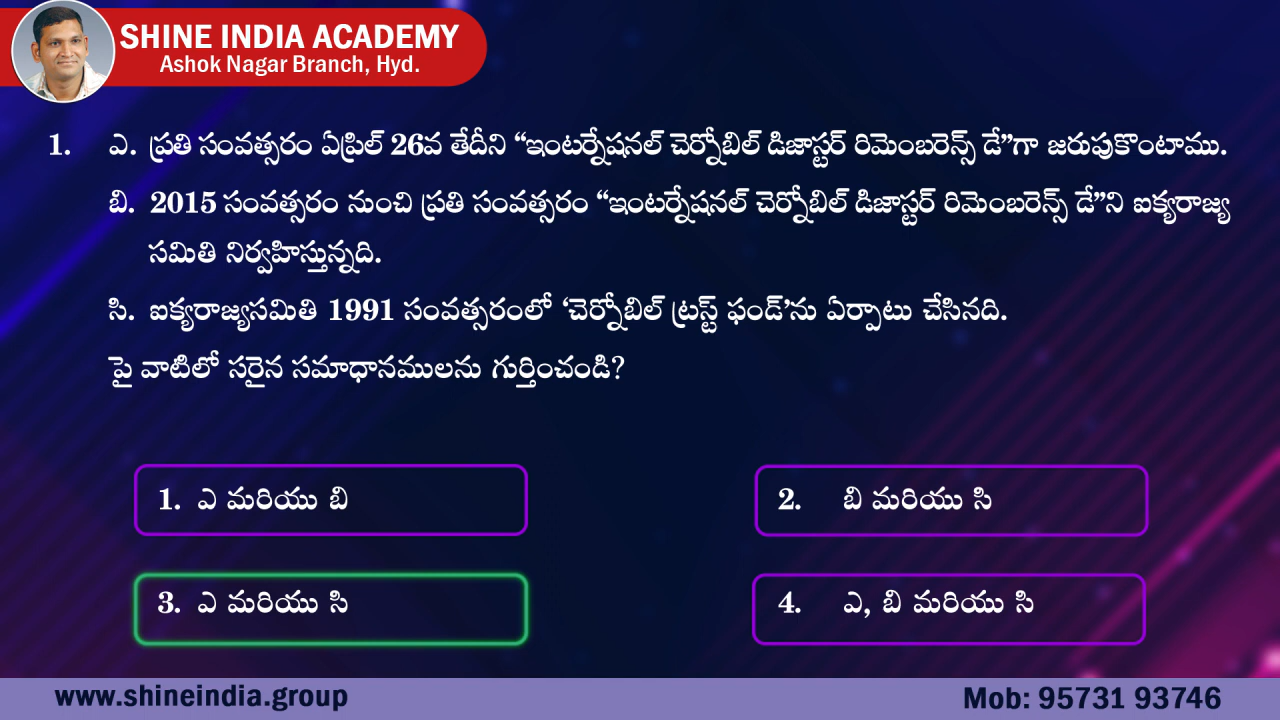 SHINE INDIA ACADEMY
Ashok Nagar Branch, Hyd.
1. ఎ. ప్రతి సంవత్సరం ఏప్రిల్ 26వ తేదీని “ఇంటర్నేషనల్ చెర్నోబిల్ డిజాస్టర్ రిమెంబరెన్స్ డే”గా జరుపుకొంటాము.
బి. 2015 సంవత్సరం నుంచి ప్రతి సంవత్సరం “ఇంటర్నేషనల్ చెర్నోబిల్ డిజాస్టర్ రిమెంబరెన్స్ డే”ని ఐక్యరాజ్య
సమితి నిర్వహిస్తున్నది.
సి. ఐక్యరాజ్యసమితి 1991 సంవత్సరంలో ‘చెర్నోబిల్ ట్రస్ట్ ఫండ్’ను ఏర్పాటు చేసినది.
పై వాటిలో సరైన సమాధానములను గుర్తించండి?
1. ఎ మరియు బి
2. బి మరియు సి
3. ఎ మరియు సి
4. ఎ, బి మరియు సి
www.shineindia.group
Mob: 95731 93746